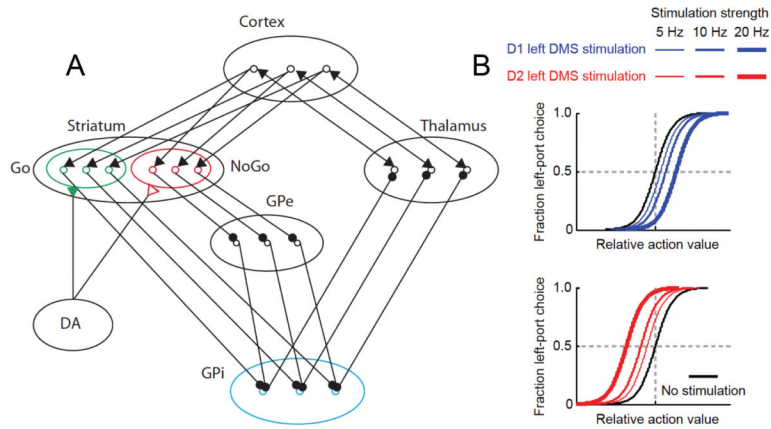 A
Cortex
Striatum
Thalamus
Go
NoGo
GPe
DA
GPi
B
Stimulation strength
5 Hz 10 Hz 20 Hz
D1 left DMS stimulation
D2 left DMS stimulation
Fraction left-port choice
1.0
0.5
0
Relative action value
Fraction left-port choice
1.0
0.5
0
No stimulation
Relative action value